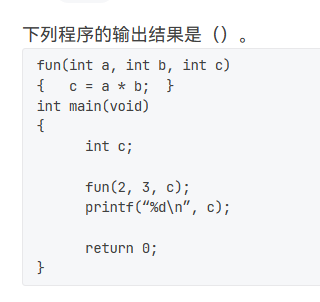 下列程序的输出结果是（）。
fun(int a, int b, int c)
{   c = a * b;  }
int main(void)
{
      int c;
      fun(2, 3, c);
      printf(“%d\n”, c);
      return 0;
}